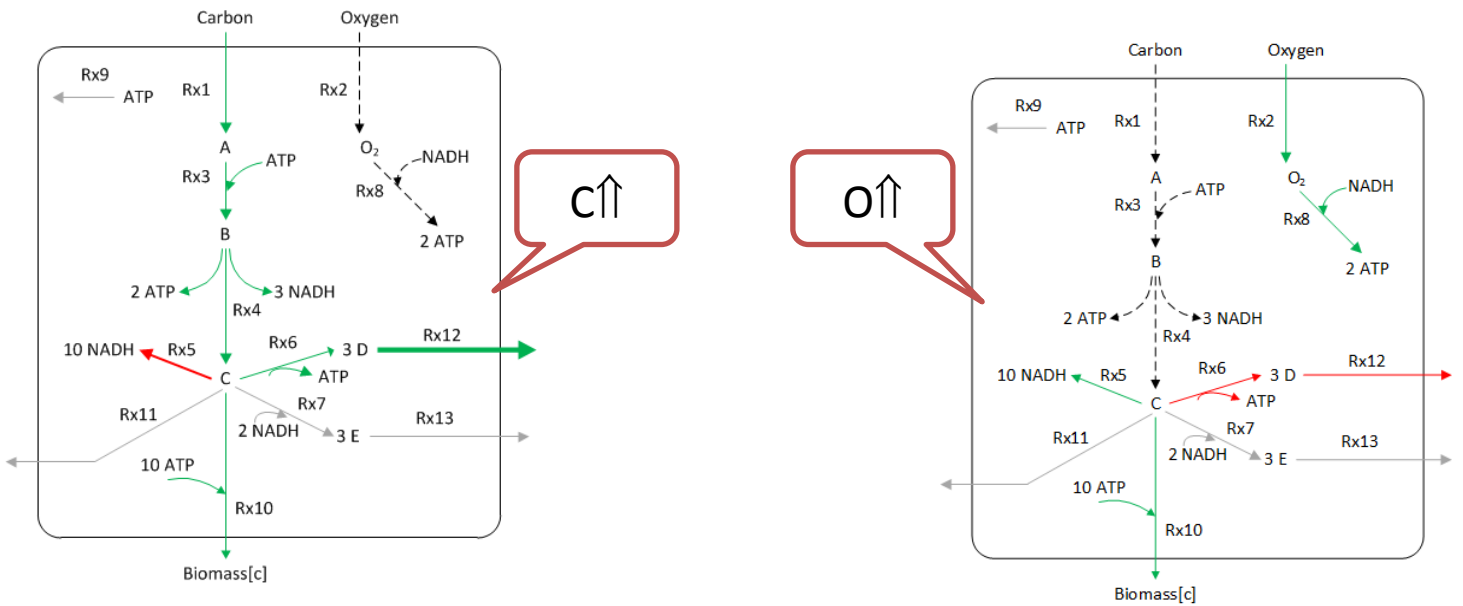 Carbon Oxygen
Rx9
ATP
Rx1
Rx2
A
O₂
ATP
NADH
Rx3
Rx8
B
2 ATP
2 ATP
3 NADH
Rx4
10 NADH
Rx5
Rx6
3 D
Rx12
C
ATP
Rx11
Rx7
2 NADH
3 E
Rx13
10 ATP
Rx10
Biomass[c]
C⇑
O⇑
Carbon Oxygen
Rx9
ATP
Rx1
Rx2
A
O₂
ATP
NADH
Rx3
Rx8
B
2 ATP
2 ATP
3 NADH
Rx4
10 NADH
Rx5
Rx6
3 D
Rx12
C
ATP
Rx11
Rx7
2 NADH
3 E
Rx13
10 ATP
Rx10
Biomass[c]